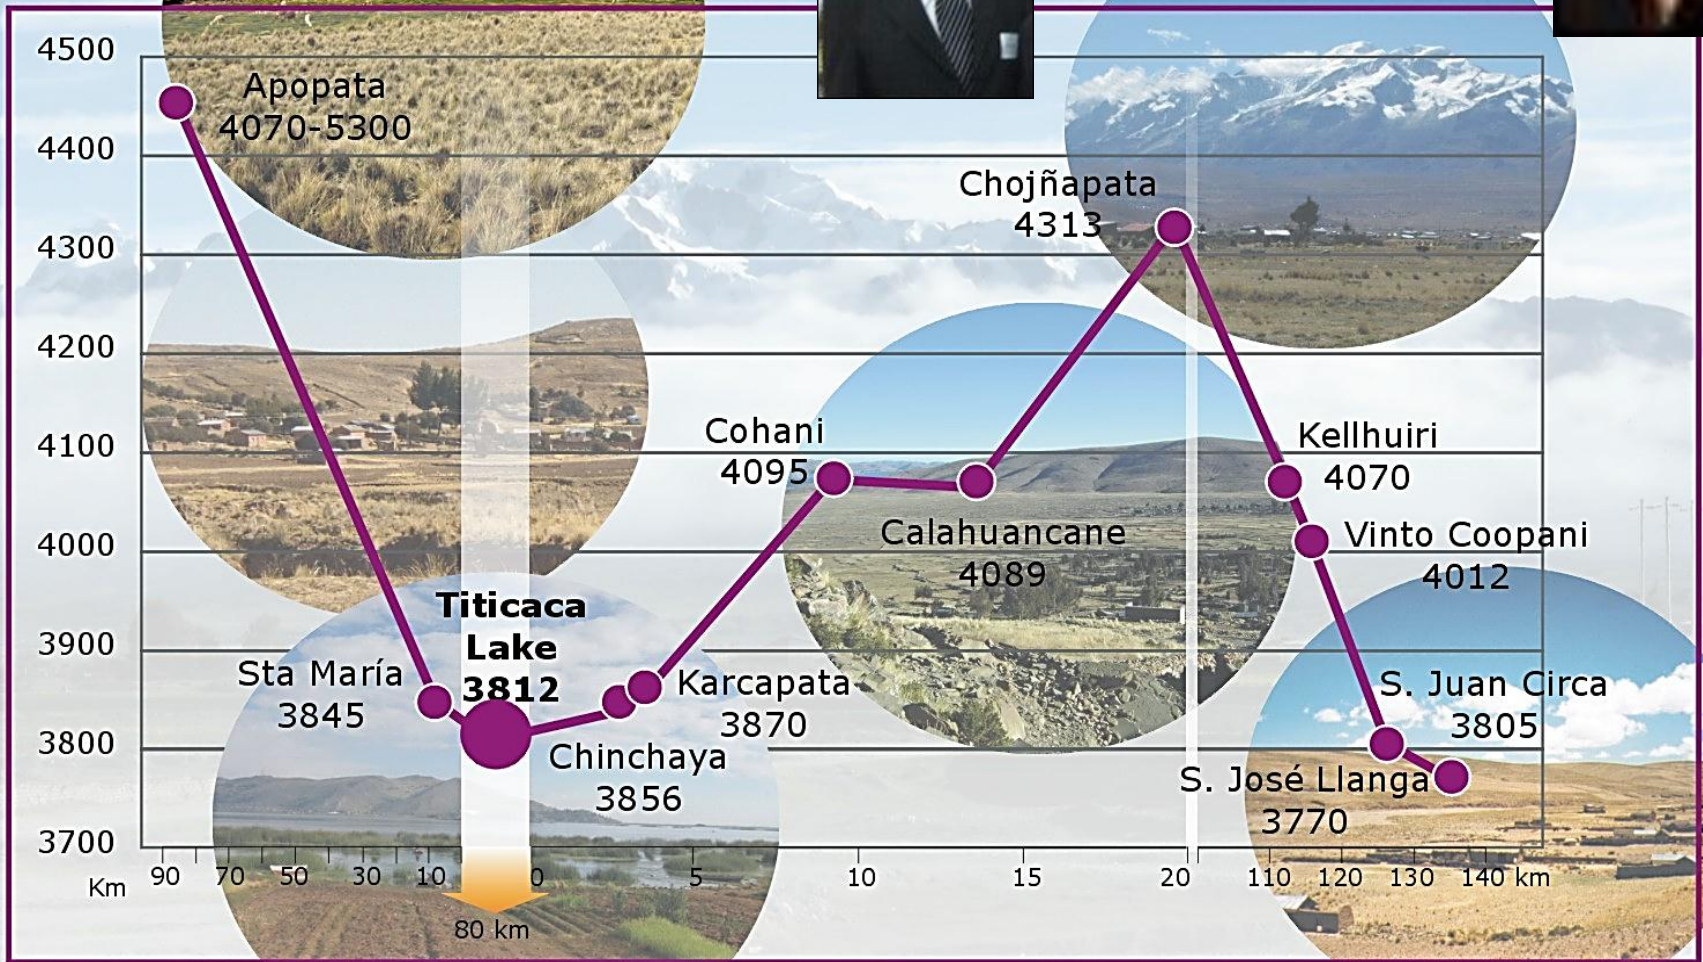 4500
4400
4300
4200
4100
4000
3900
3800
3700
Apopata
4070-5300
Sta María
3845
Titicaca
Lake
3812
Chinchaya
3856
Karcapata
3870
Cohani
4095
Calahuancane
4089
Chojñapata
4313
Kellhuiri
4070
Vinto Coopani
4012
S. Juan Circa
3805
S. José Llanga
3770
Km 90 70 50 30 10 0 5 10 15 20 110 120 130 140 km
80 km